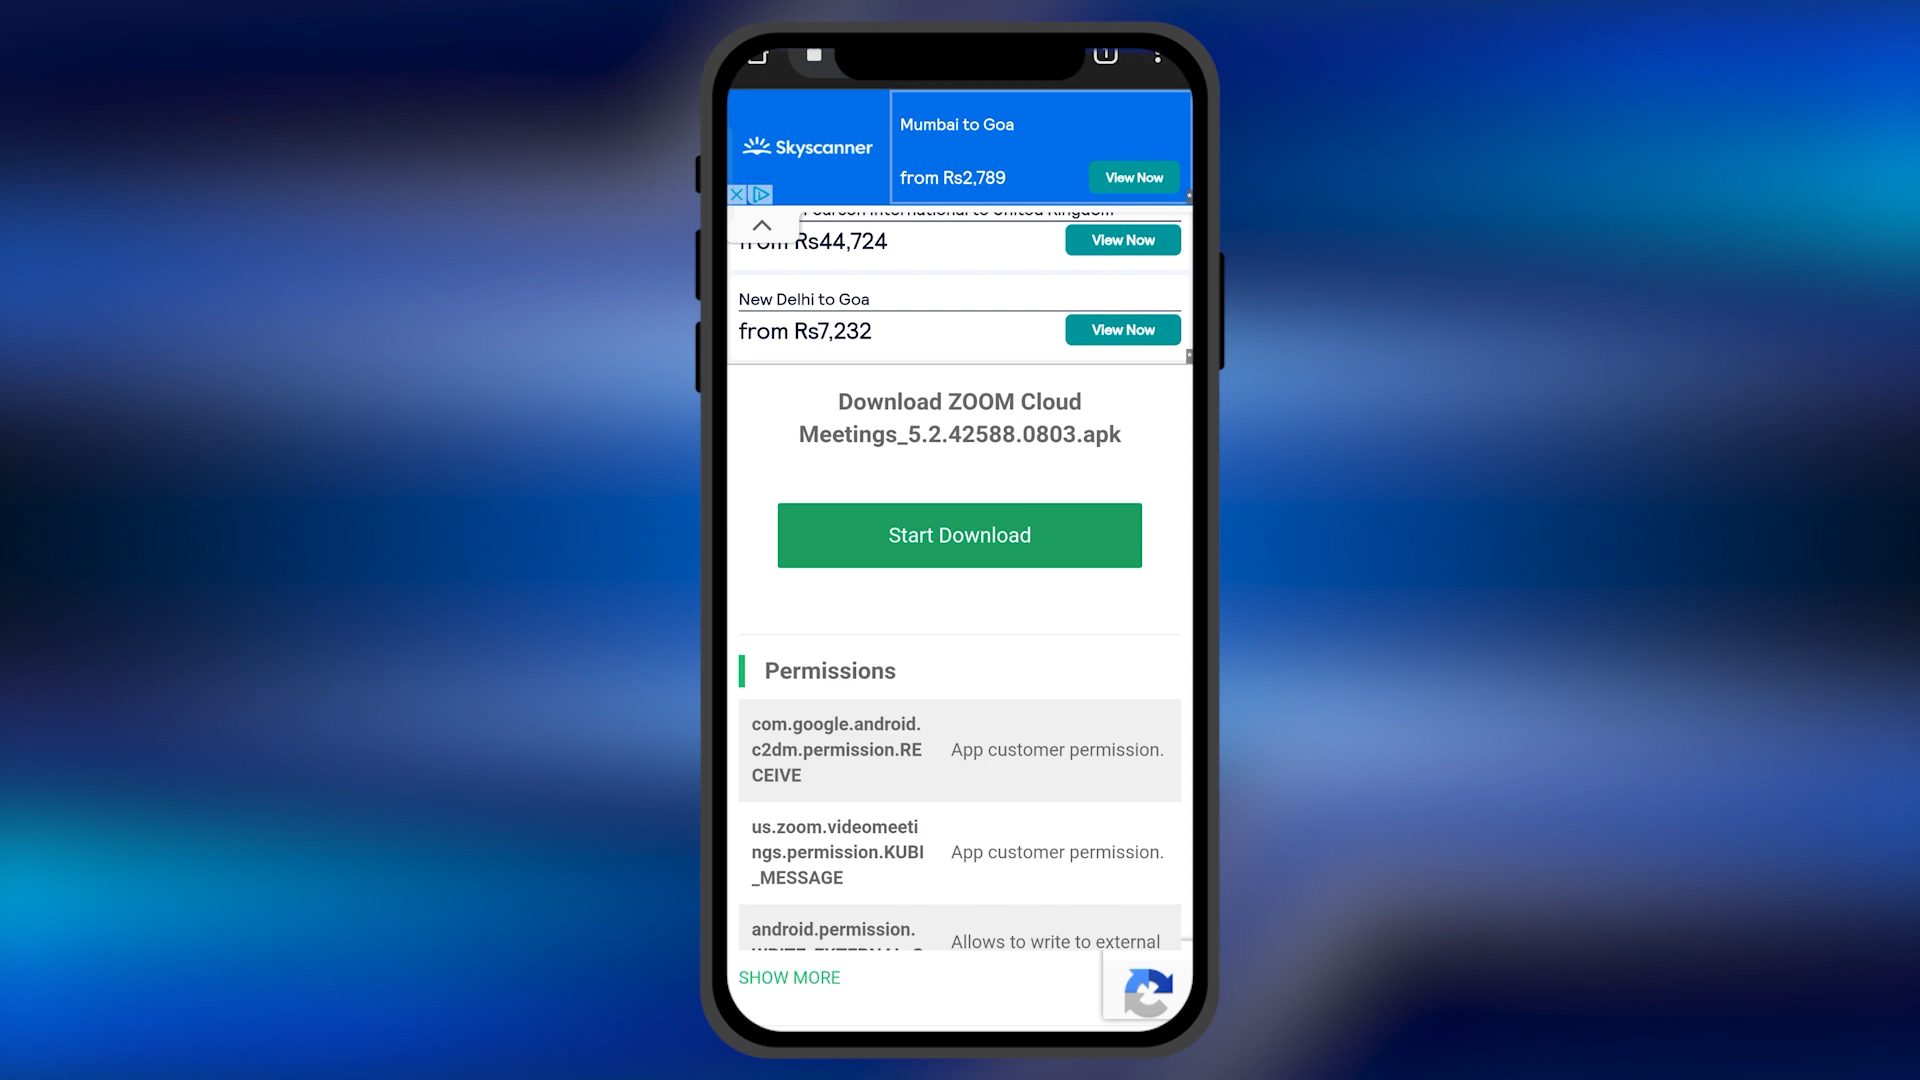 1
Skyscanner
Mumbai to Goa
from Rs2,789
View Now
Pearson International to United Kingdom
from Rs44,724
View Now
New Delhi to Goa
from Rs7,232
View Now
Download ZOOM Cloud
Meetings_5.2.42588.0803.apk
Start Download
Permissions
com.google.android.
c2dm.permission.RE
CEIVE
App customer permission.
us.zoom.videomeeti
ngs.permission.KUBI
_MESSAGE
App customer permission.
android.permission.
Allows to write to external
SHOW MORE